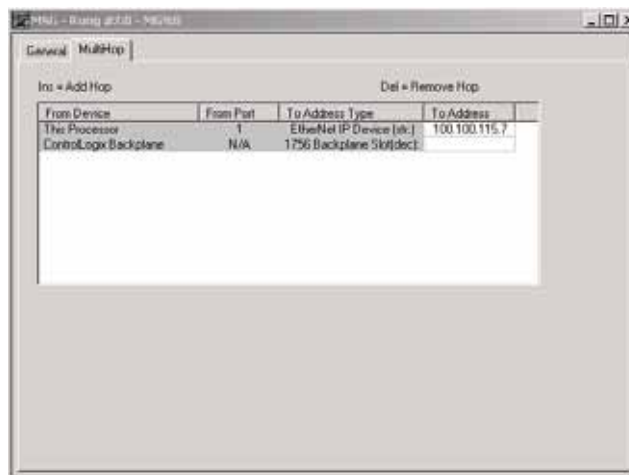 MSG -
General MultiHop
Ins = Add Hop Del = Remove Hop
From Device From Port To Address Type To Address
This Processor 1 EtherNet IP Device (str.) 100.100.115.7
ControlLogix Backplane N/A 1756 Backplane Slot(dec):